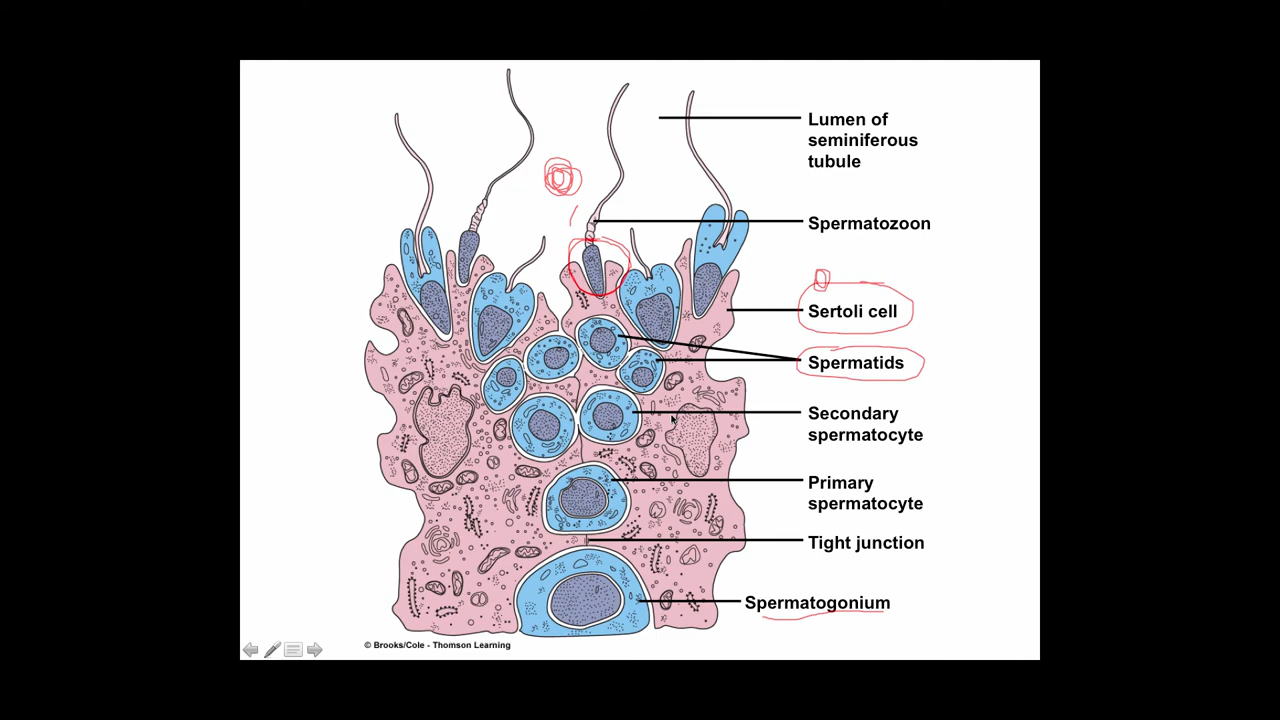 Lumen of
seminiferous
tubule
Spermatozoon
Sertoli cell
Spermatids
Secondary
spermatocyte
Primary
spermatocyte
Tight junction
Spermatogonium
© Brooks/Cole - Thomson Learning